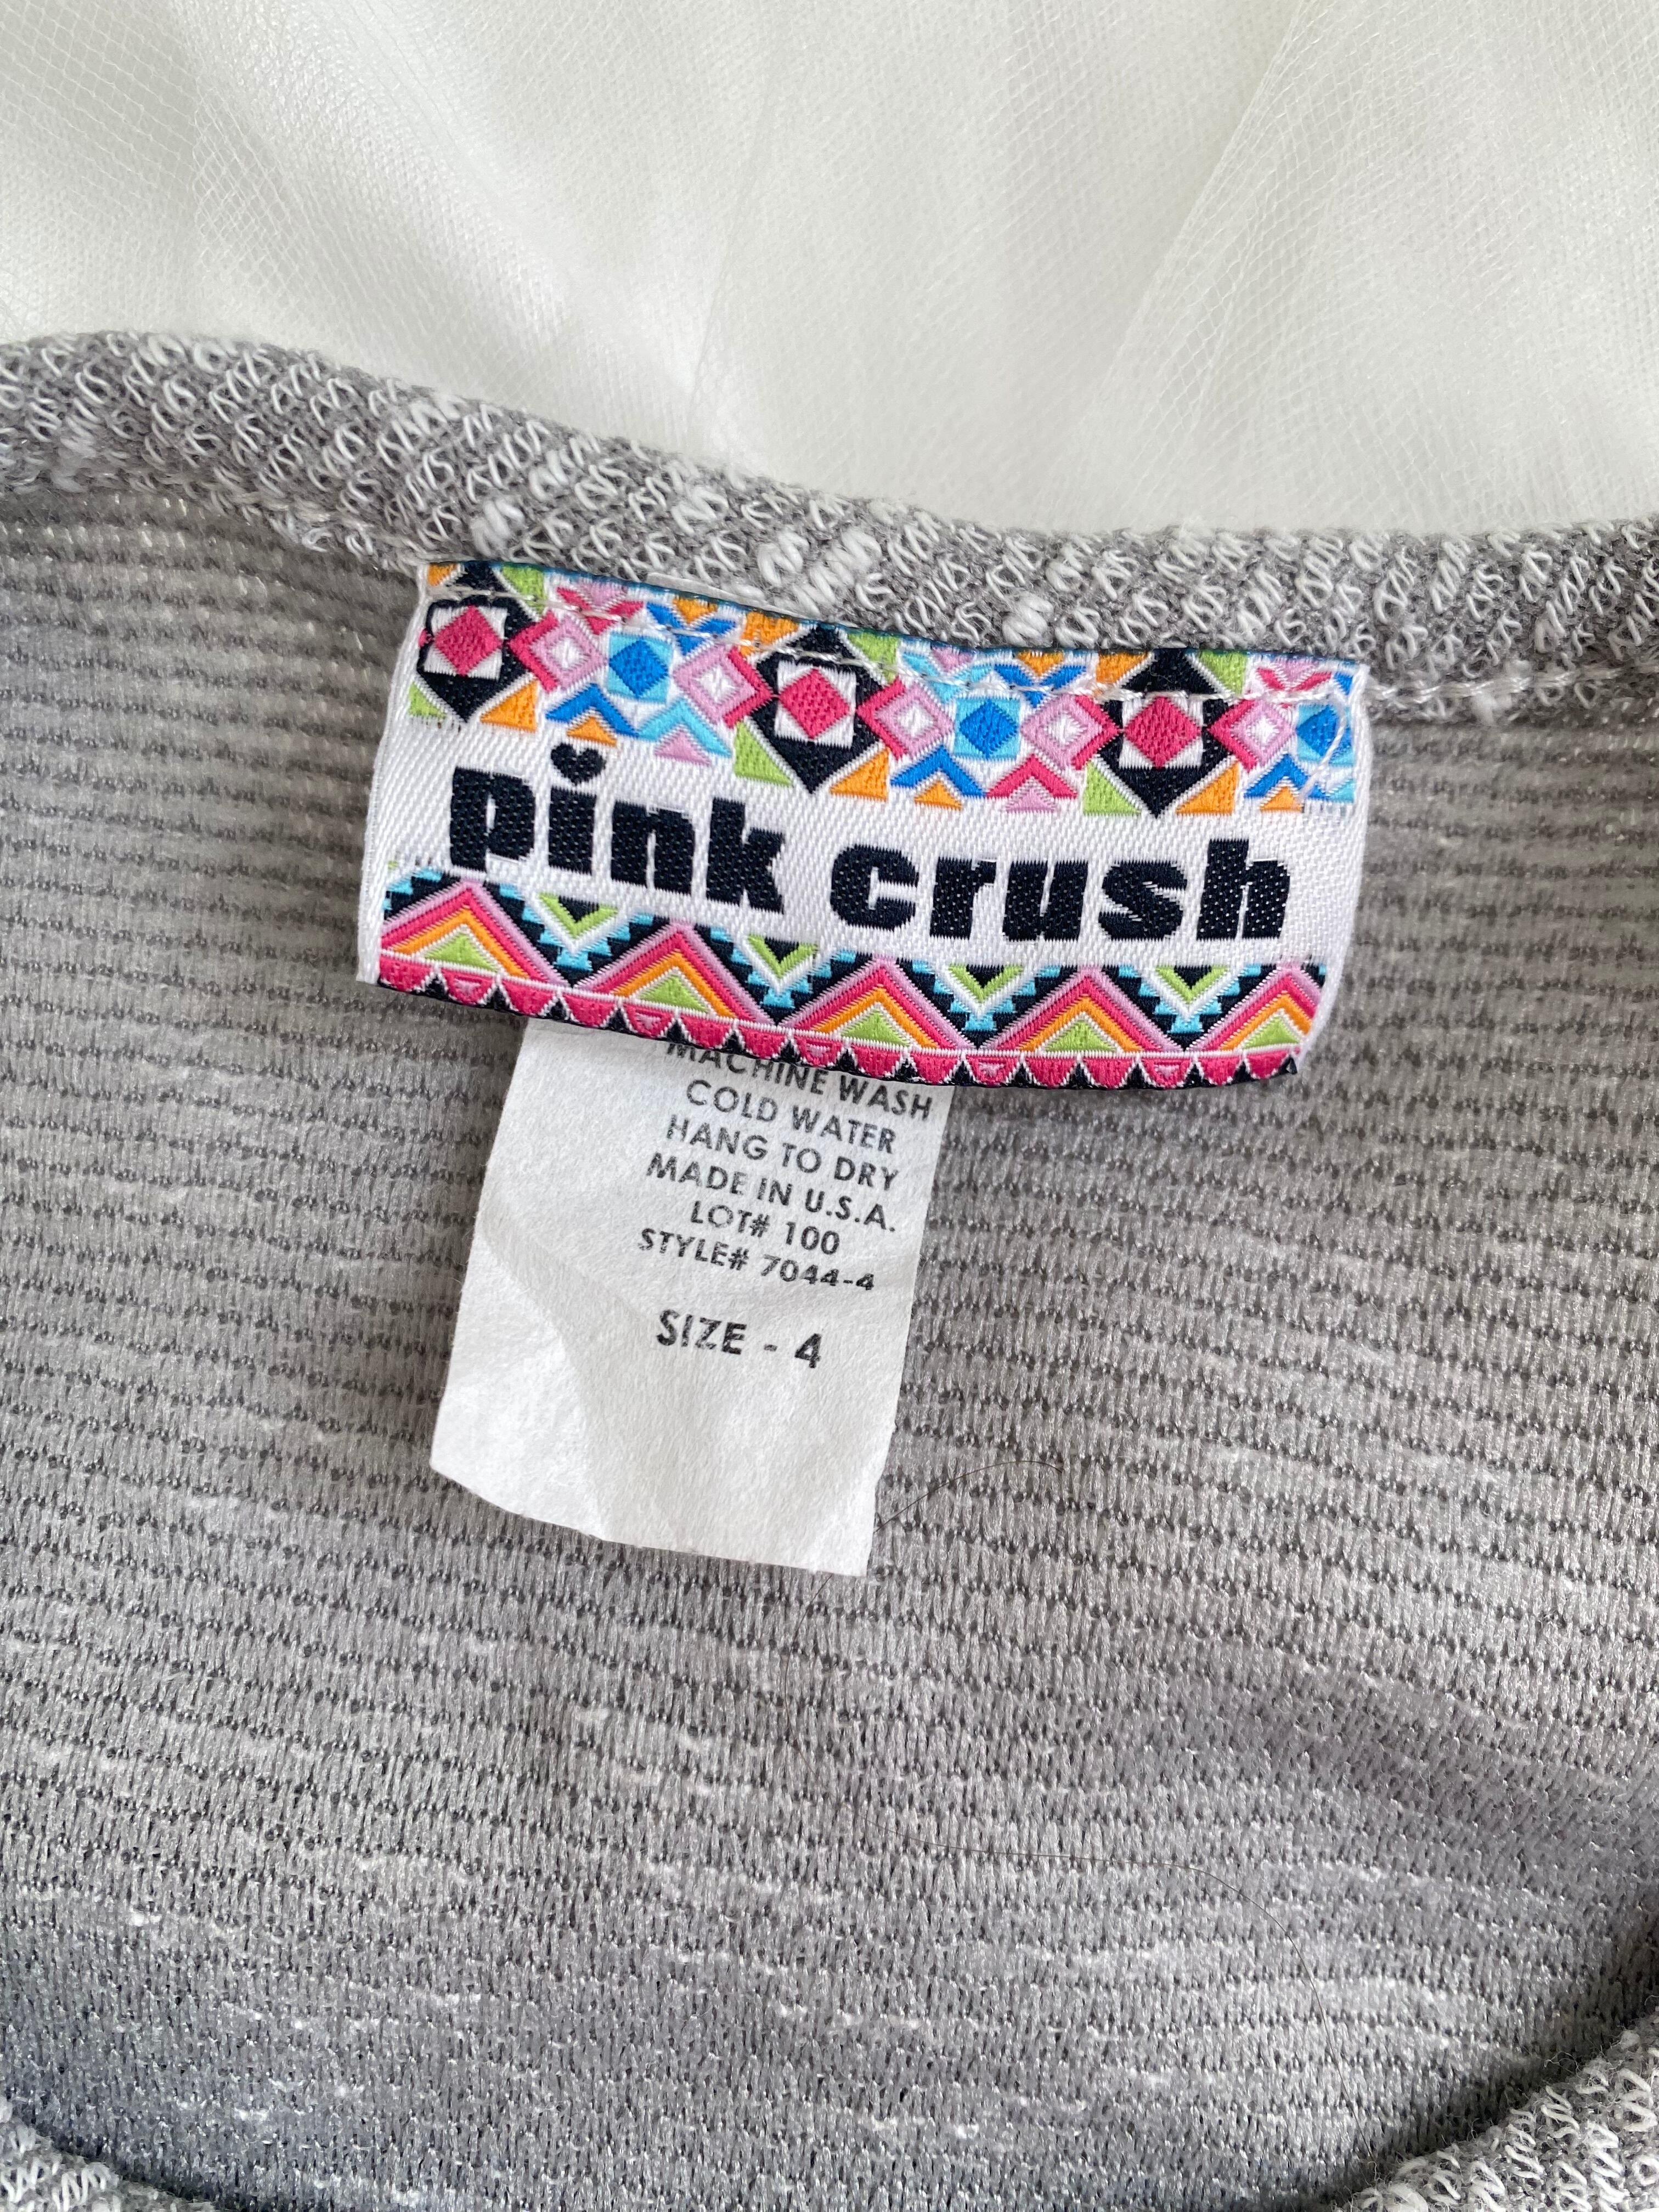 pink crush
MACHINE WASH
COLD WATER
HANG TO DRY
MADE IN U.S.A.
LOT# 100
STYLE# 7044-4
SIZE - 4